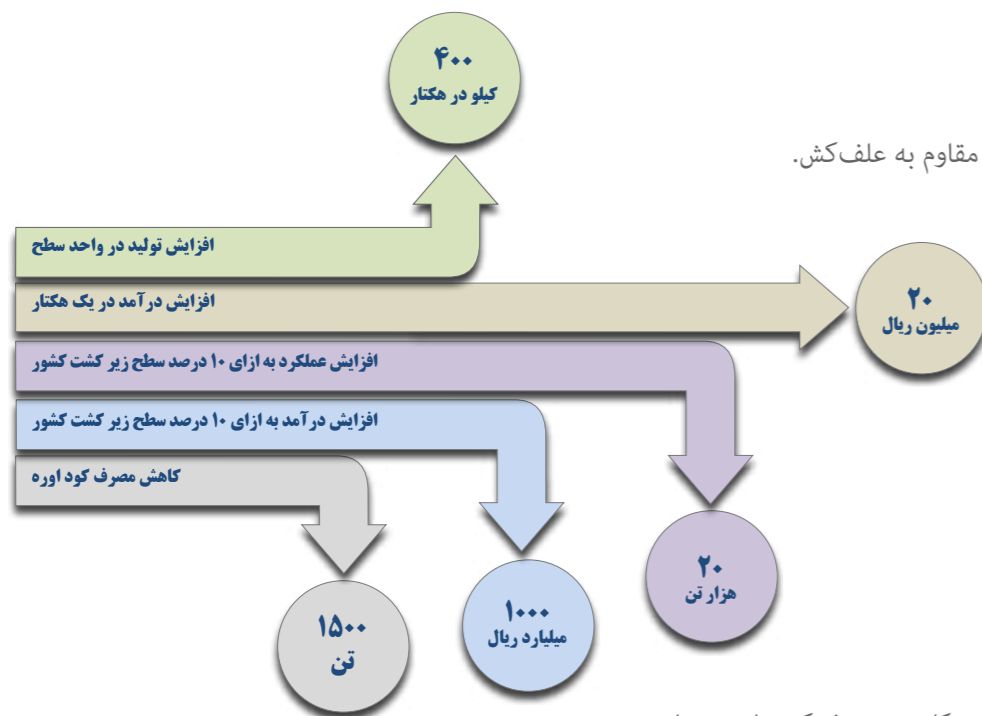 ۴۰۰
کیلو در هکتار
مقاوم به علف‌کش.
افزایش تولید در واحد سطح
افزایش درآمد در یک هکتار
۲۰
میلیون ریال
افزایش عملکرد به ازای ۱۰ درصد سطح زیر کشت کشور
افزایش درآمد به ازای ۱۰ درصد سطح زیر کشت کشور
کاهش مصرف کود اوره
۲۰
هزار تن
۱۰۰۰
میلیارد ریال
۱۵۰۰
تن